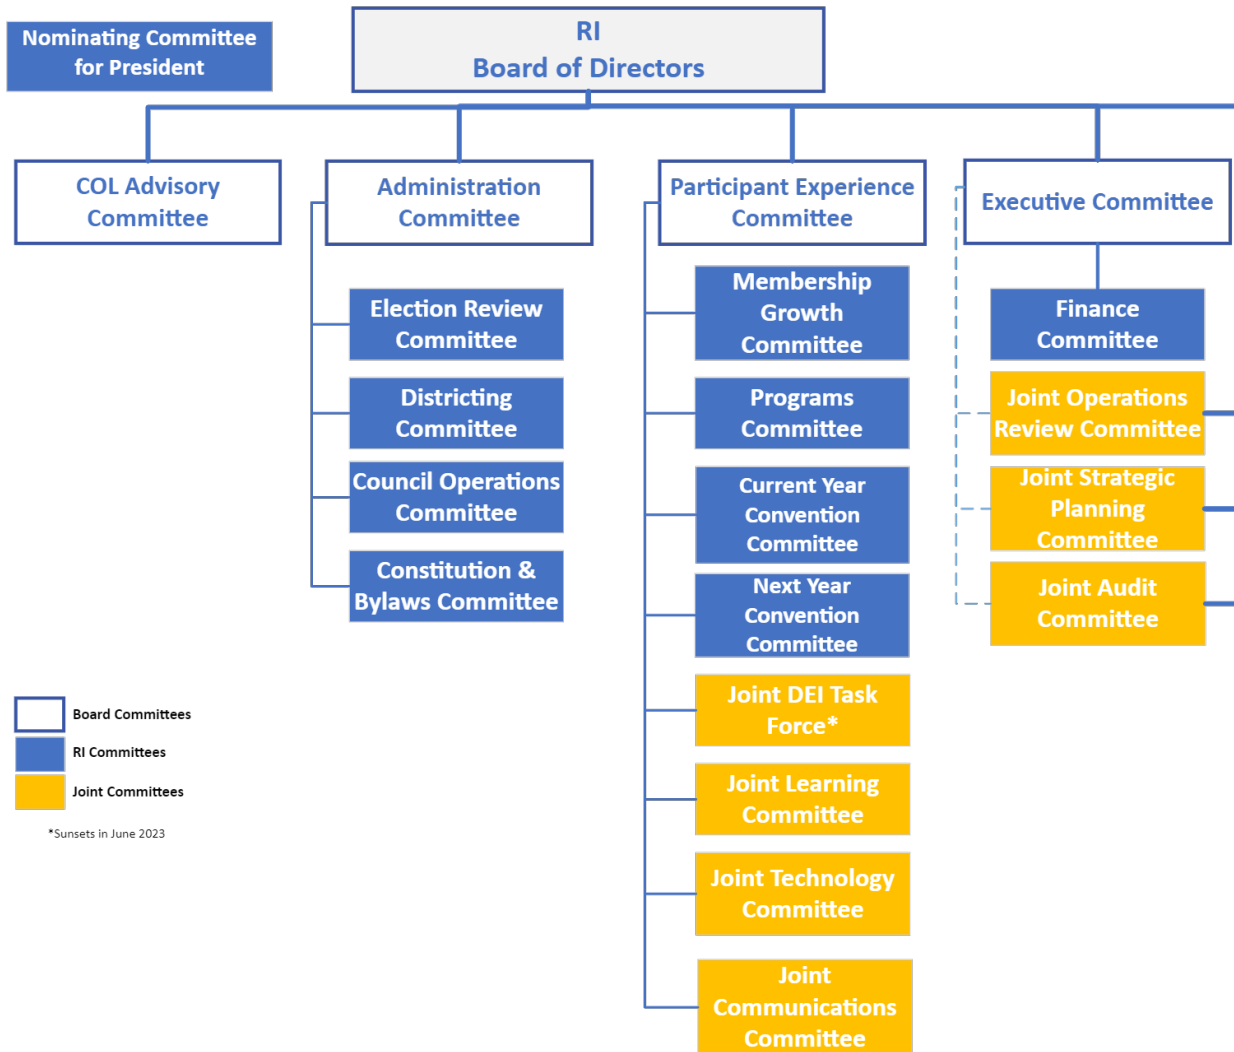 Nominating Committee
for President
RI
Board of Directors
COL Advisory
Committee
Administration
Committee
Participant Experience
Committee
Executive Committee
Election Review
Committee
Districting
Committee
Council Operations
Committee
Constitution &
Bylaws Committee
Membership
Growth
Committee
Programs
Committee
Current Year
Convention
Committee
Next Year
Convention
Committee
Joint DEI Task
Force*
Joint Learning
Committee
Joint Technology
Committee
Joint
Communications
Committee
Finance
Committee
Joint Operations
Review Committee
Joint Strategic
Planning
Committee
Joint Audit
Committee
Board Committees
RI Committees
Joint Committees
*Sunsets in June 2023